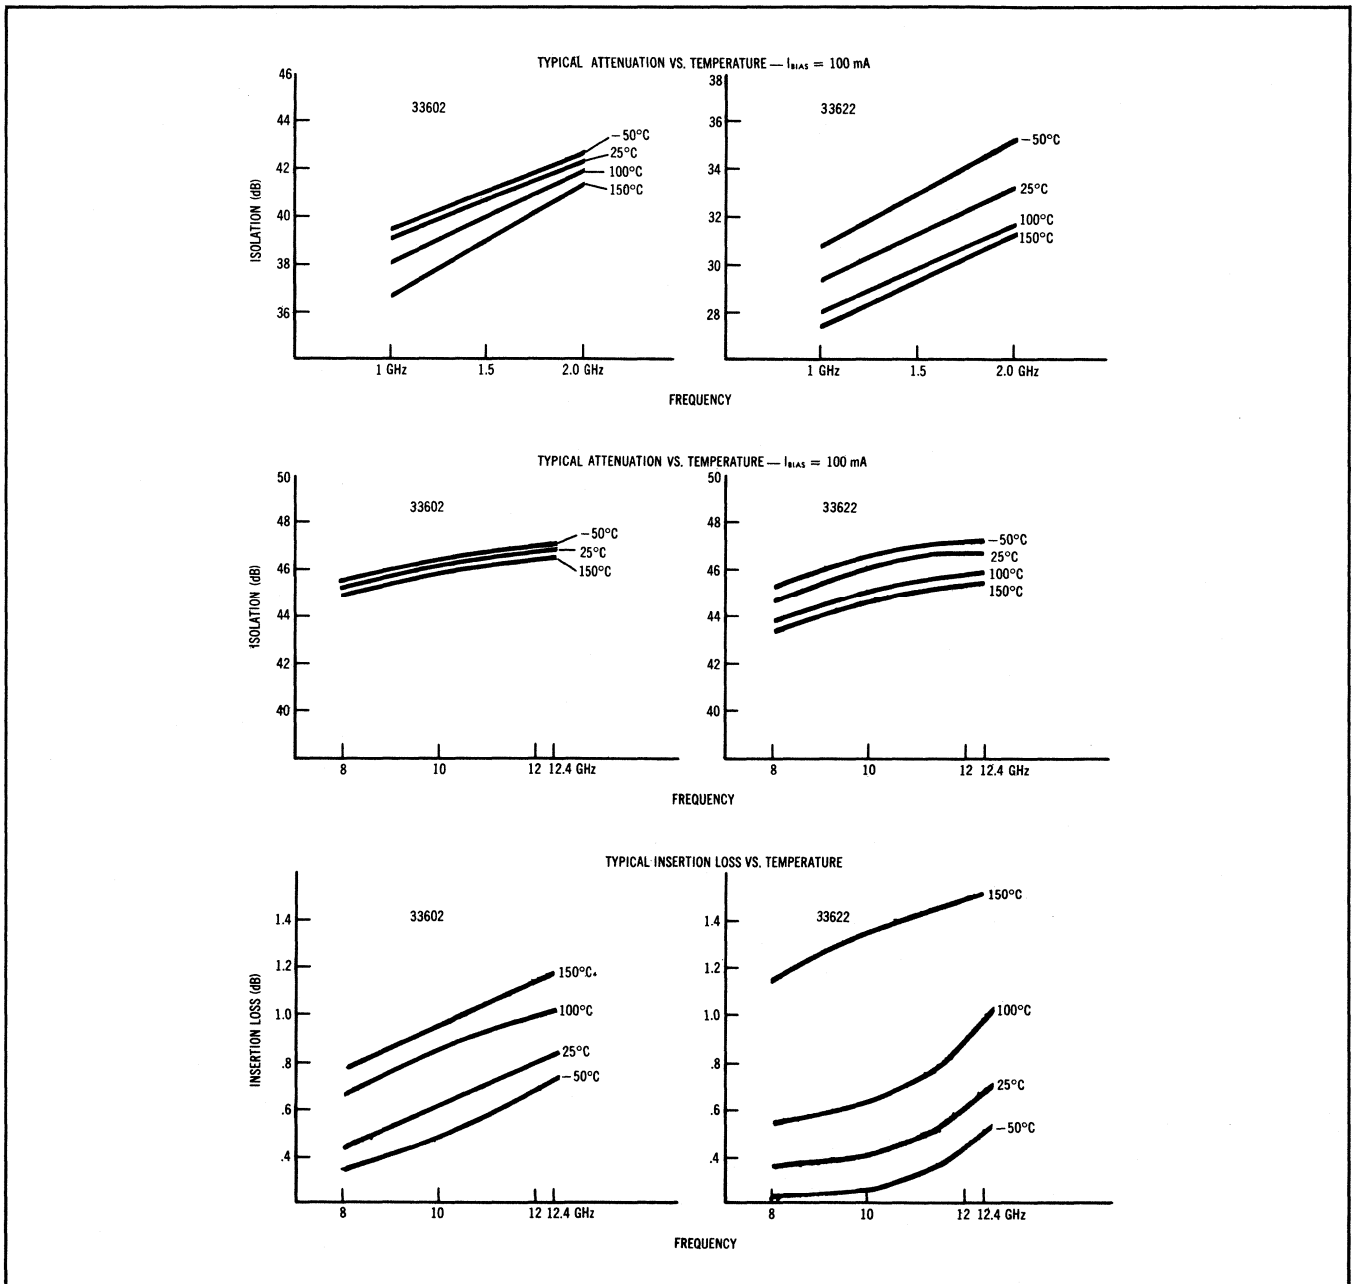 TYPICAL ATTENUATION VS. TEMPERATURE — IBIAS = 100 mA
33602
46
44
42
40
38
36
ISOLATION (dB)
−50°C
25°C
100°C
150°C
1 GHz 1.5 2.0 GHz
33622
38
36
34
32
30
28
−50°C
25°C
100°C
150°C
1 GHz 1.5 2.0 GHz
FREQUENCY
TYPICAL ATTENUATION VS. TEMPERATURE — IBIAS = 100 mA
33602
50
48
46
44
42
40
ISOLATION (dB)
−50°C
25°C
150°C
8 10 12 12.4 GHz
33622
50
48
46
44
42
40
−50°C
25°C
100°C
150°C
8 10 12 12.4 GHz
FREQUENCY
TYPICAL INSERTION LOSS VS. TEMPERATURE
33602
1.4
1.2
1.0
.8
.6
.4
INSERTION LOSS (dB)
150°C
100°C
25°C
−50°C
8 10 12 12.4 GHz
33622
1.4
1.2
1.0
.8
.6
.4
150°C
100°C
25°C
−50°C
8 10 12 12.4 GHz
FREQUENCY